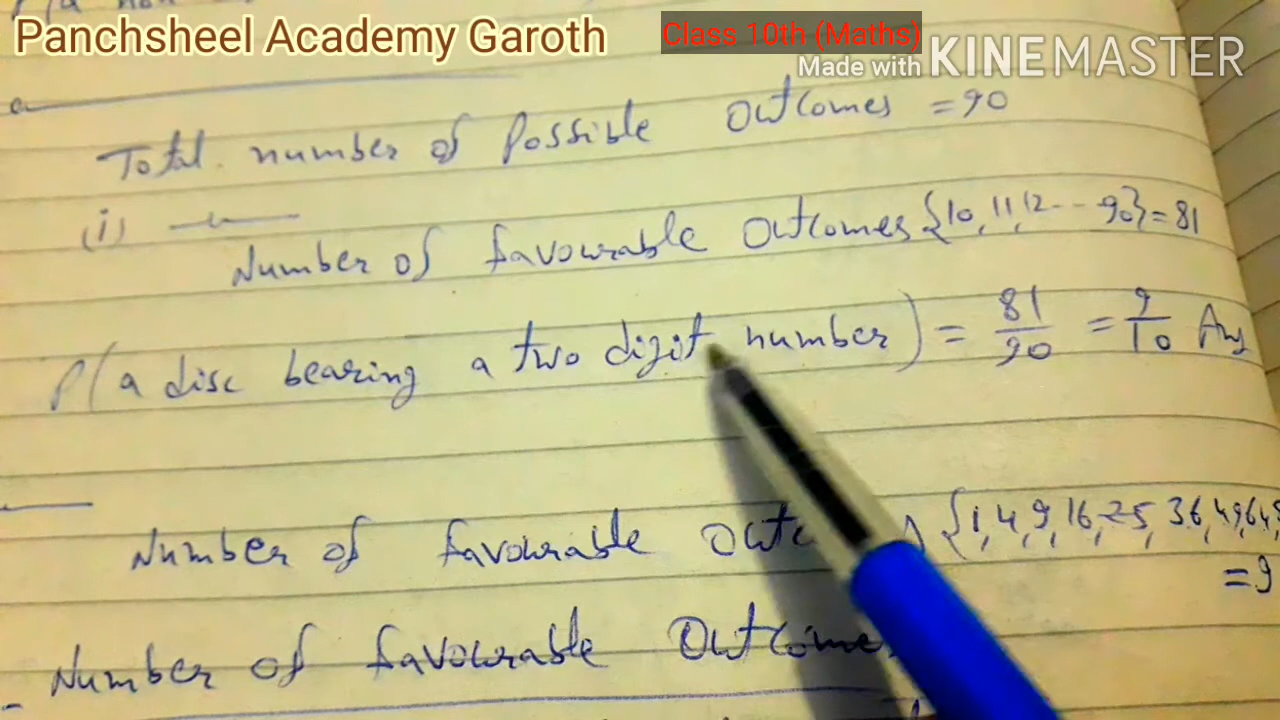 Panchsheel Academy Garoth
Class 10th (Maths)
Made with KINEMASTER
Total number of possible outcomes = 90
(i)
Number of favourable outcomes {10, 11, 12 - - 90} = 81
P(a disc bearing a two digit number) = 81/90 = 9/10 Ans
Number of favourable {1, 4, 9, 16, 25, 36, 49, 64,
= 9
Number of favourable Outcomes